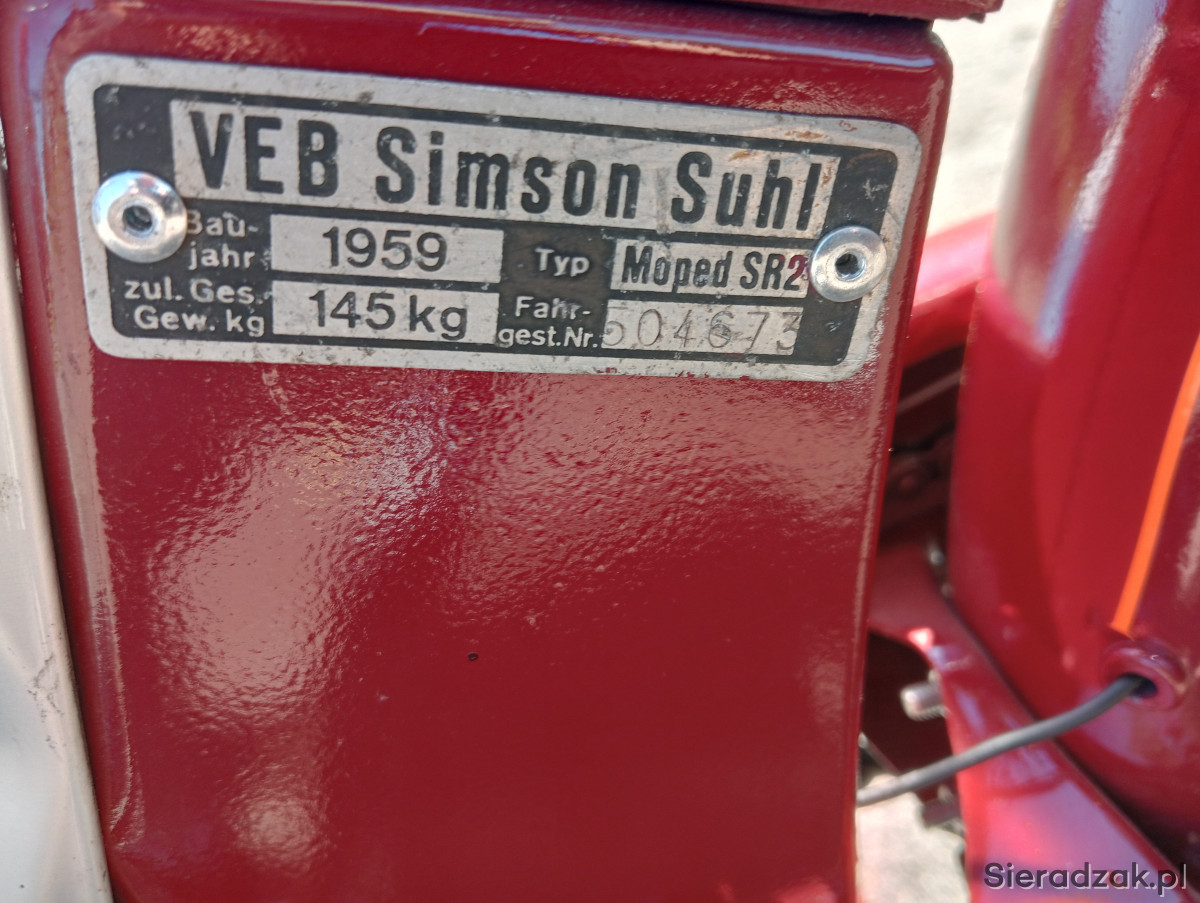 VEB Simson Suhl
Bau-
jahr 1959 Typ Moped SR2
zul. Ges.
Gew. kg 145 kg Fahr-
gest.Nr. 504673
Sieradzak.pl